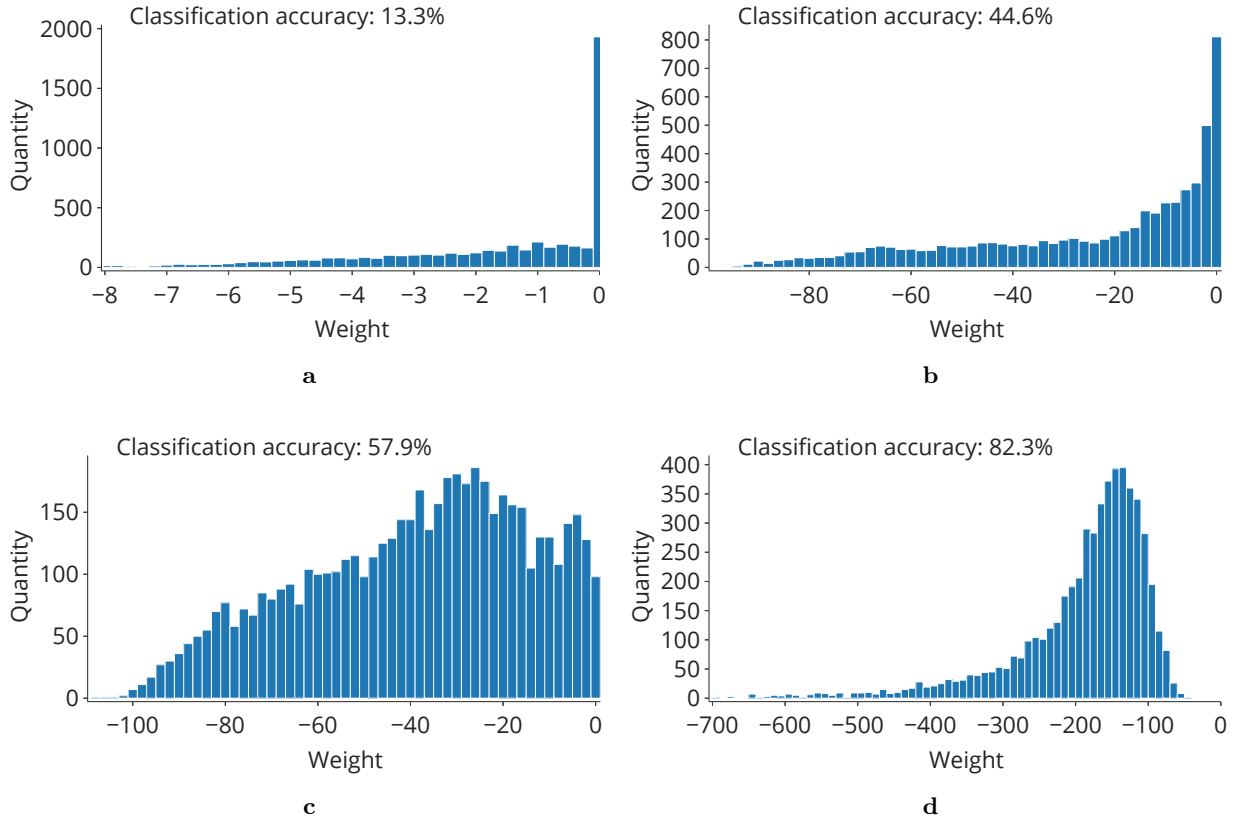 Classification accuracy: 13.3%
2000
1500
1000
500
0
Quantity
−8 −7 −6 −5 −4 −3 −2 −1 0
Weight
a
Classification accuracy: 44.6%
800
700
600
500
400
300
200
100
0
Quantity
−80 −60 −40 −20 0
Weight
b
Classification accuracy: 57.9%
150
100
50
0
Quantity
−100 −80 −60 −40 −20 0
Weight
c
Classification accuracy: 82.3%
400
350
300
250
200
150
100
50
0
Quantity
−700 −600 −500 −400 −300 −200 −100 0
Weight
d